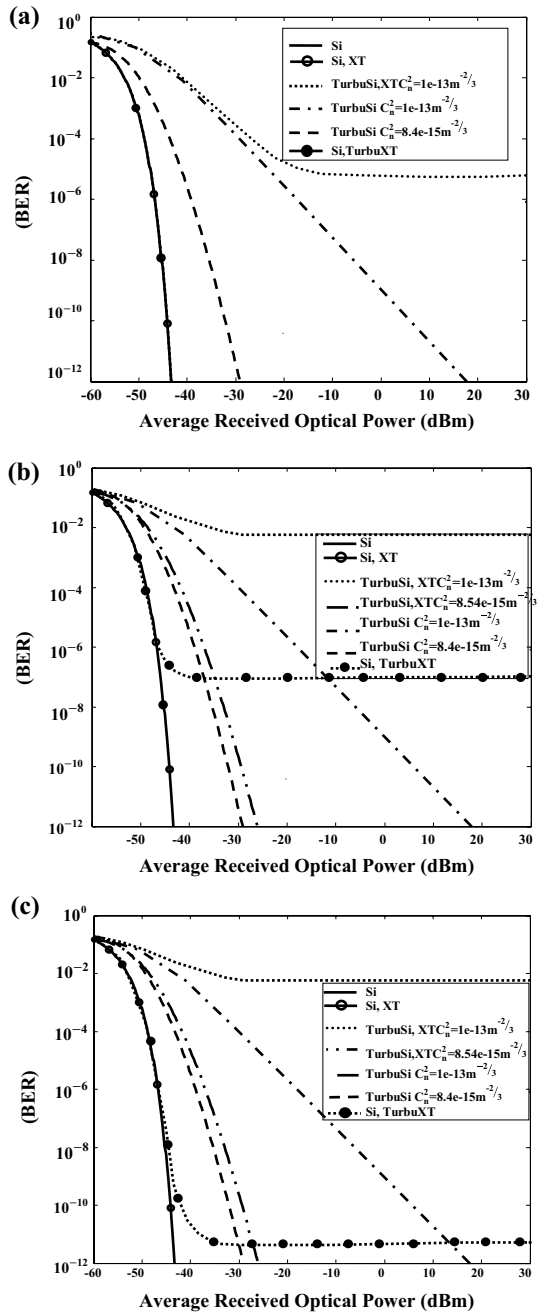 (a)
10^0
10^-2
10^-4
10^-6
10^-8
10^-10
10^-12
(BER)
Si
Si, XT
TurbuSi,XTC_n^2=1e-13m^-2/3
TurbuSi C_n^2=1e-13m^-2/3
TurbuSi C_n^2=8.4e-15m^-2/3
Si,TurbuXT
-60 -50 -40 -30 -20 -10 0 10 20 30
Average Received Optical Power (dBm)
(b)
10^0
10^-2
10^-4
10^-6
10^-8
10^-10
10^-12
(BER)
Si
Si, XT
TurbuSi, XTC_n^2=1e-13m^-2/3
TurbuSi,XTC_n^2=8.54e-15m^-2/3
TurbuSi C_n^2=1e-13m^-2/3
TurbuSi C_n^2=8.4e-15m^-2/3
Si, TurbuXT
-60 -50 -40 -30 -20 -10 0 10 20 30
Average Received Optical Power (dBm)
(c)
10^0
10^-2
10^-4
10^-6
10^-8
10^-10
10^-12
(BER)
Si
Si, XT
TurbuSi, XTC_n^2=1e-13m^-2/3
TurbuSi,XTC_n^2=8.54e-15m^-2/3
TurbuSi C_n^2=1e-13m^-2/3
TurbuSi C_n^2=8.4e-15m^-2/3
Si, TurbuXT
-60 -50 -40 -30 -20 -10 0 10 20 30
Average Received Optical Power (dBm)